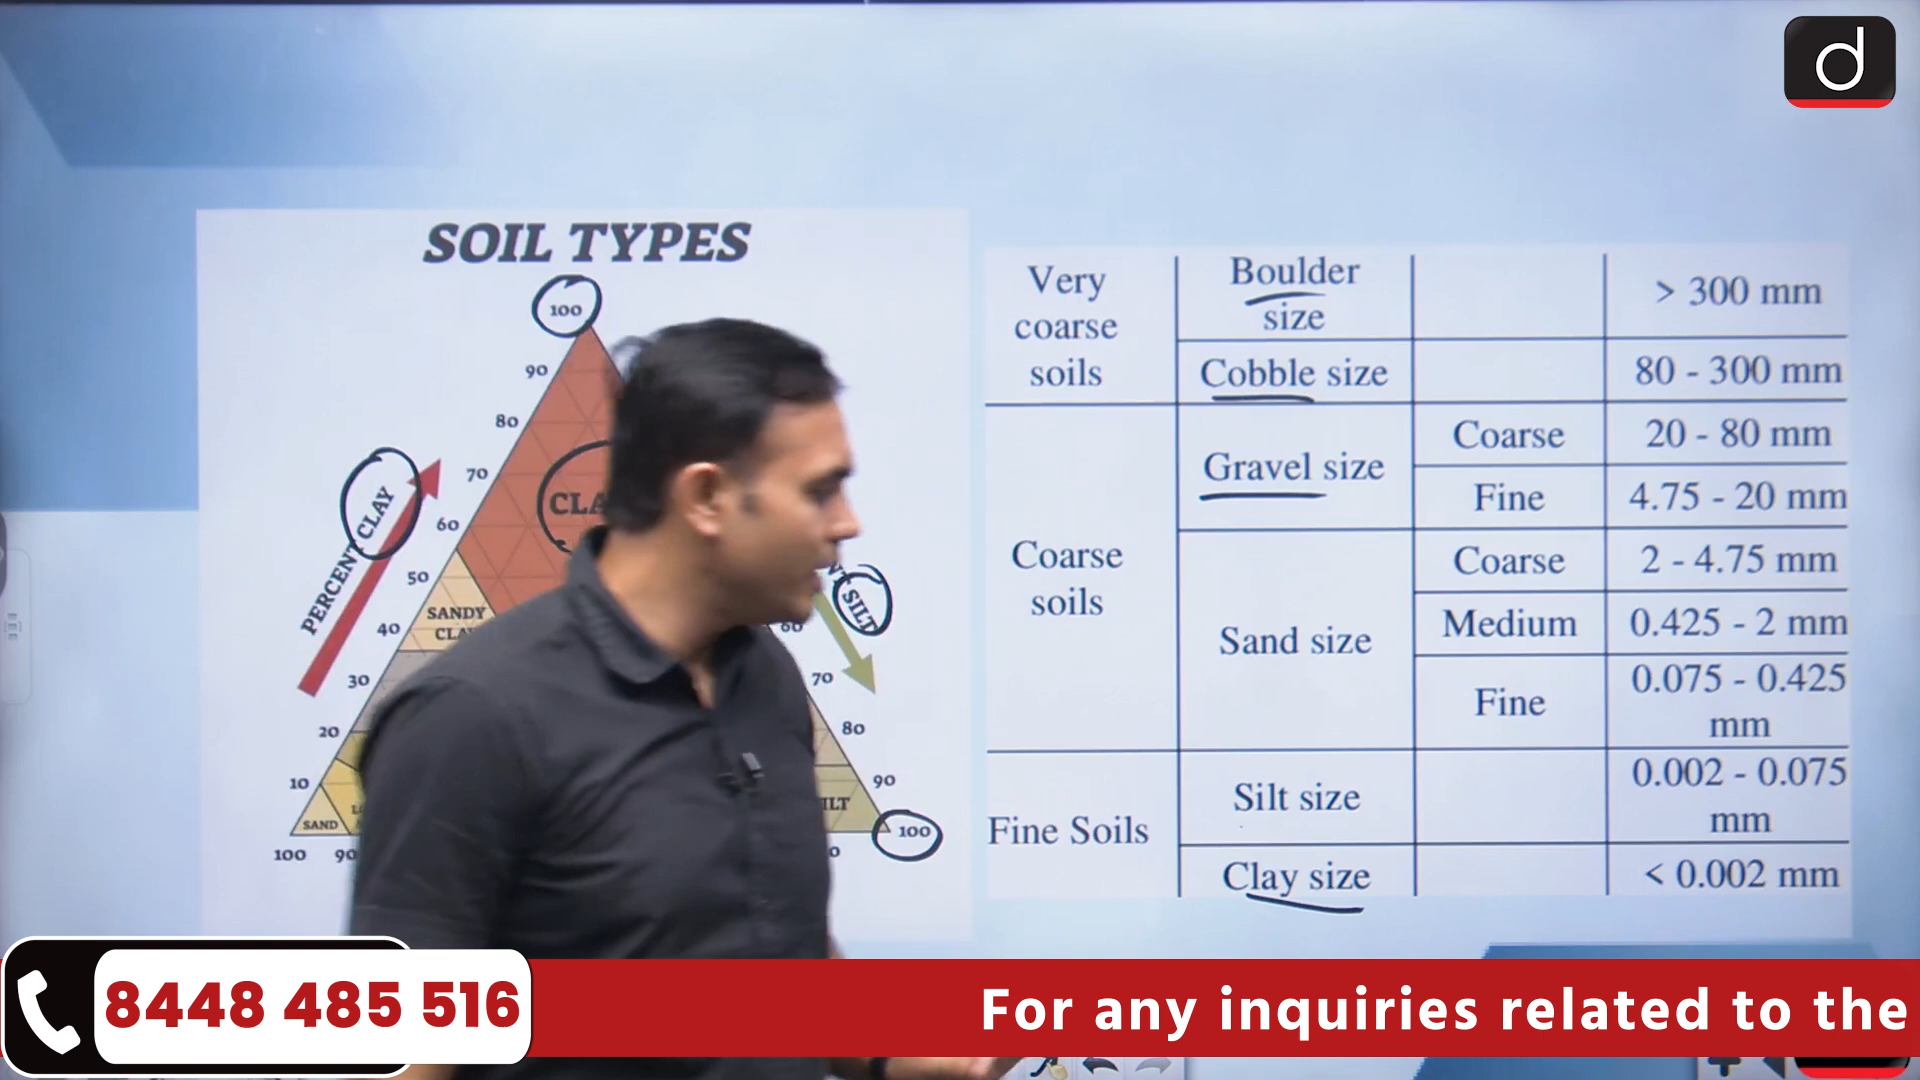 d
SOIL TYPES
100
90
80
70
60
50
40
30
20
10
PERCENT CLAY
SANDY
SAND
100
SILT
70
80
90
100
Very
coarse
soils
Boulder
size
> 300 mm
Cobble size
80 - 300 mm
Coarse
soils
Gravel size
Coarse
20 - 80 mm
Fine
4.75 - 20 mm
Sand size
Coarse
2 - 4.75 mm
Medium
0.425 - 2 mm
Fine
0.075 - 0.425
mm
Fine Soils
Silt size
0.002 - 0.075
mm
Clay size
< 0.002 mm
8448 485 516
For any inquiries related to the